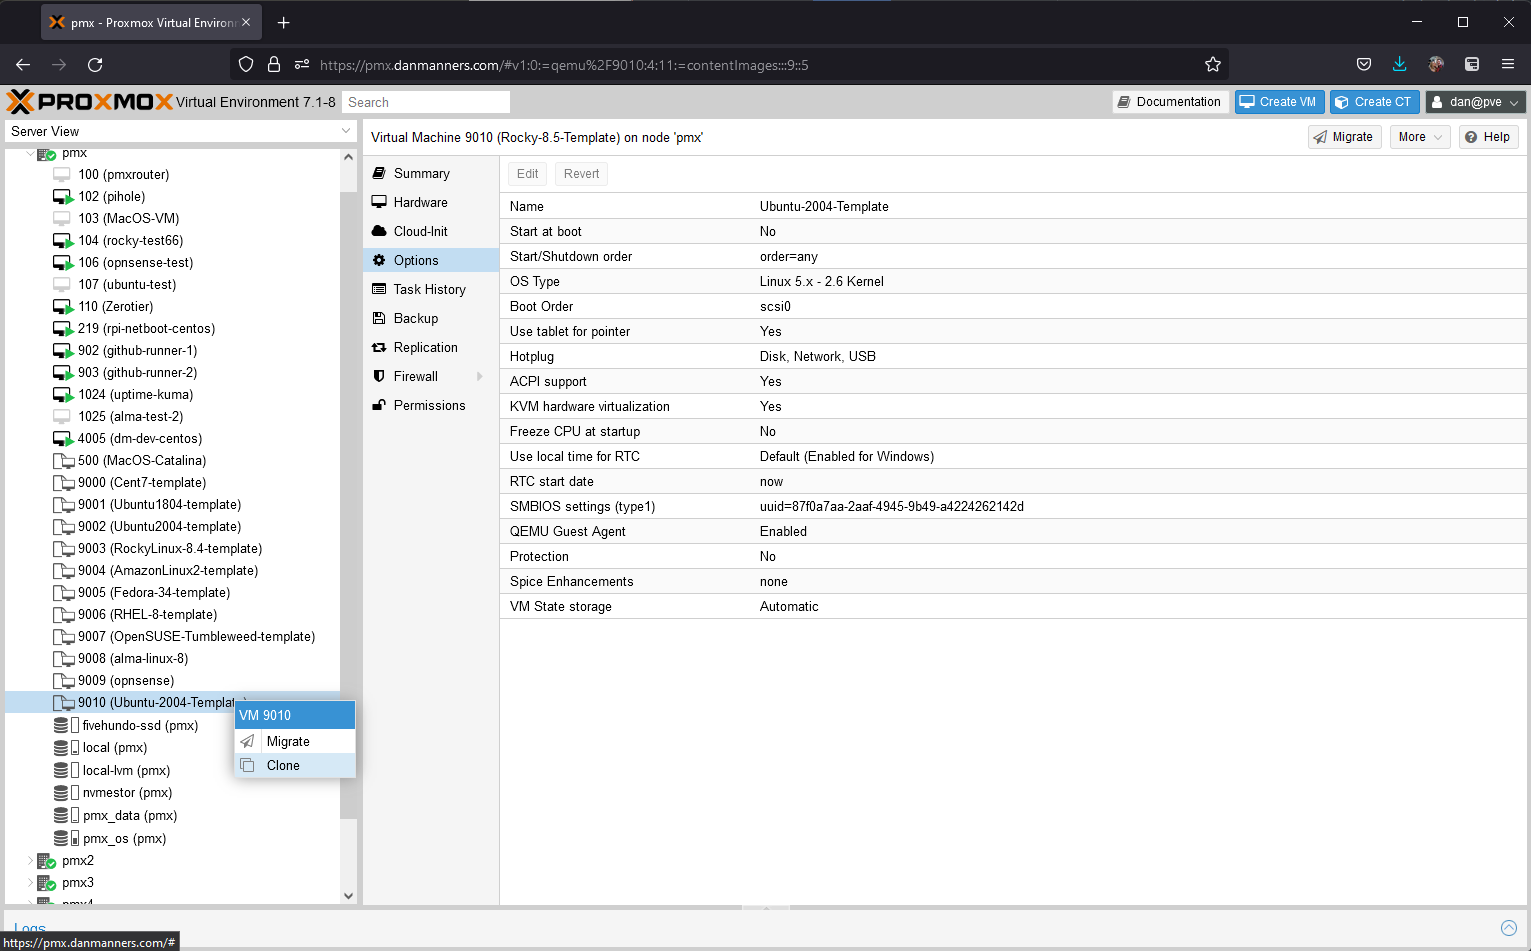 pmx - Proxmox Virtual Environ
https://pmx.danmanners.com/#v1:0:=qemu%2F9010:4:11:=contentImages:::9::5
PROXMOX Virtual Environment 7.1-8
Search
Documentation
Create VM
Create CT
dan@pve
Server View
Virtual Machine 9010 (Rocky-8.5-Template) on node 'pmx'
Migrate
More
Help
pmx
100 (pmxrouter)
102 (pihole)
103 (MacOS-VM)
104 (rocky-test66)
106 (opnsense-test)
107 (ubuntu-test)
110 (Zerotier)
219 (rpi-netboot-centos)
902 (github-runner-1)
903 (github-runner-2)
1024 (uptime-kuma)
1025 (alma-test-2)
4005 (dm-dev-centos)
500 (MacOS-Catalina)
9000 (Cent7-template)
9001 (Ubuntu1804-template)
9002 (Ubuntu2004-template)
9003 (RockyLinux-8.4-template)
9004 (AmazonLinux2-template)
9005 (Fedora-34-template)
9006 (RHEL-8-template)
9007 (OpenSUSE-Tumbleweed-template)
9008 (alma-linux-8)
9009 (opnsense)
9010 (Ubuntu-2004-Template)
fivehundo-ssd (pmx)
local (pmx)
local-lvm (pmx)
nvmestor (pmx)
pmx_data (pmx)
pmx_os (pmx)
pmx2
pmx3
pmx4
VM 9010
Migrate
Clone
Summary
Hardware
Cloud-Init
Options
Task History
Backup
Replication
Firewall
Permissions
Edit
Revert
Name Ubuntu-2004-Template
Start at boot No
Start/Shutdown order order=any
OS Type Linux 5.x - 2.6 Kernel
Boot Order scsi0
Use tablet for pointer Yes
Hotplug Disk, Network, USB
ACPI support Yes
KVM hardware virtualization Yes
Freeze CPU at startup No
Use local time for RTC Default (Enabled for Windows)
RTC start date now
SMBIOS settings (type1) uuid=87f0a7aa-2aaf-4945-9b49-a4224262142d
QEMU Guest Agent Enabled
Protection No
Spice Enhancements none
VM State storage Automatic
Logs
https://pmx.danmanners.com/#